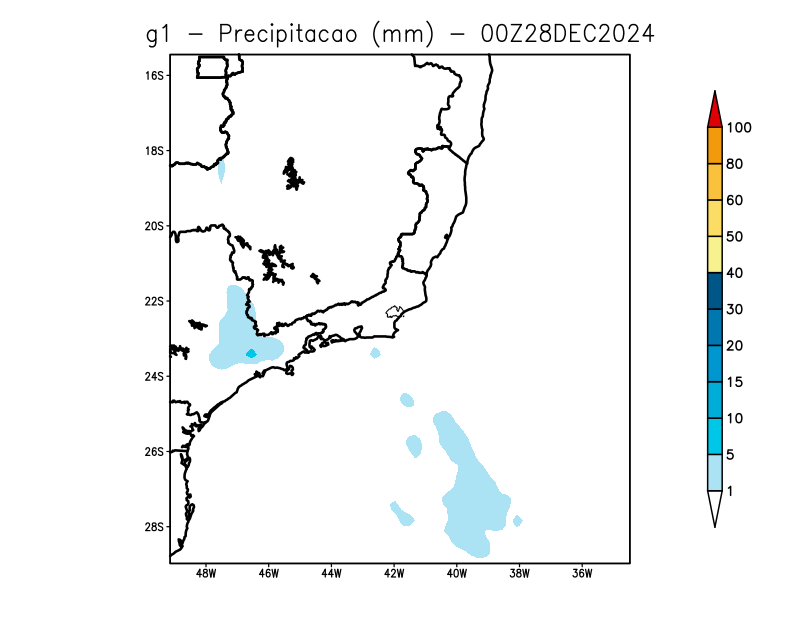 g1 – Precipitacao (mm) – 00Z28DEC2024
16S
18S
20S
22S
24S
26S
28S
48W 46W 44W 42W 40W 38W 36W
100
80
60
50
40
30
20
15
10
5
1